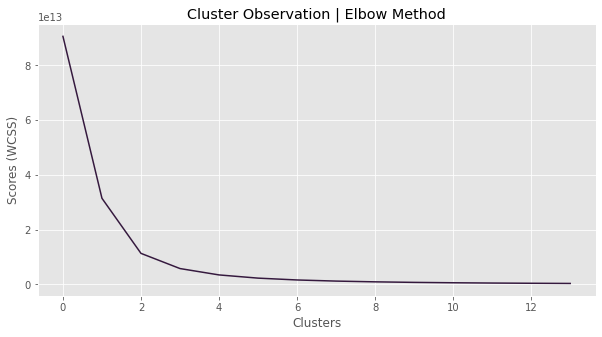 Cluster Observation | Elbow Method
1e13
8
6
4
2
0
Scores (WCSS)
0 2 4 6 8 10 12
Clusters